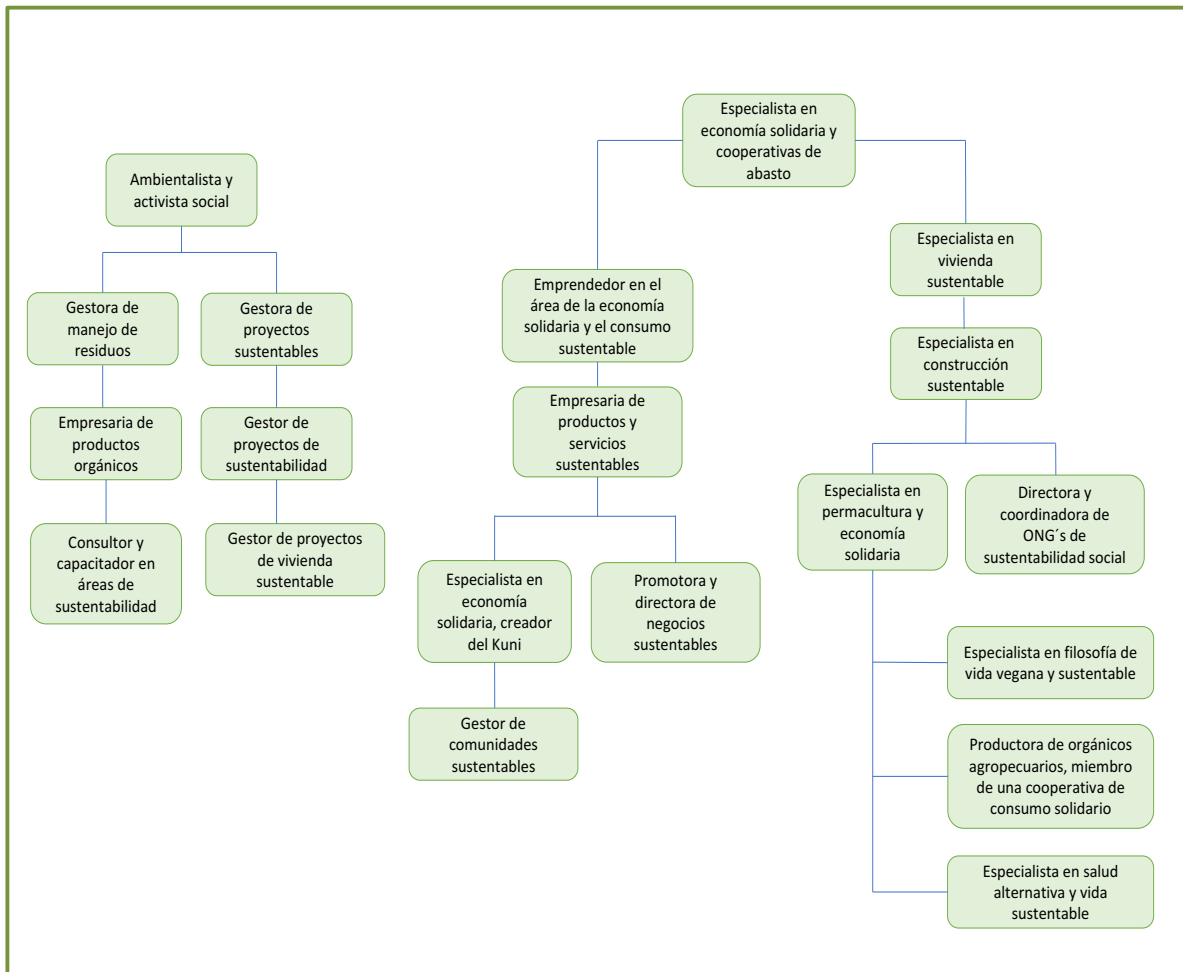 Ambientalista y
activista social
Gestora de
manejo de
residuos
Gestora de
proyectos
sustentables
Empresaria de
productos
orgánicos
Gestor de
proyectos de
sustentabilidad
Consultor y
capacitador en
áreas de
sustentabilidad
Gestor de proyectos
de vivienda
sustentable
Especialista en
economía solidaria y
cooperativas de
abasto
Emprendedor en el
área de la economía
solidaria y el consumo
sustentable
Empresaria de
productos y
servicios
sustentables
Especialista en
economía
solidaria, creador
del Kuni
Promotora y
directora de
negocios
sustentables
Gestor de
comunidades
sustentables
Especialista en
vivienda
sustentable
Especialista en
construcción
sustentable
Especialista en
permacultura y
economía
solidaria
Directora y
coordinadora de
ONG´s de
sustentabilidad social
Especialista en filosofía de
vida vegana y sustentable
Productora de orgánicos
agropecuarios, miembro
de una cooperativa de
consumo solidario
Especialista en salud
alternativa y vida
sustentable